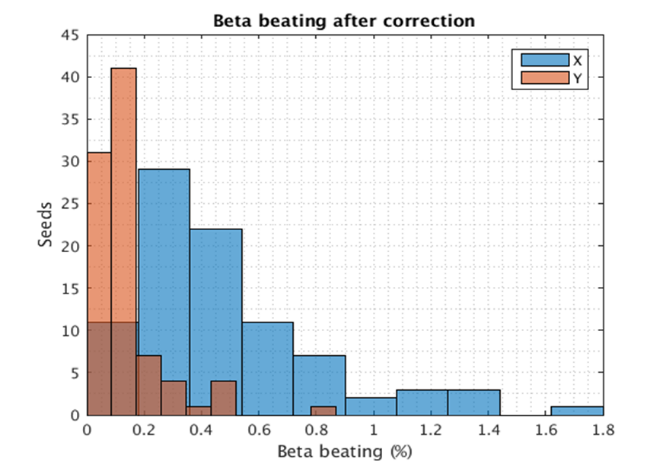 Beta beating after correction
45
40
35
30
25
20
15
10
5
0
Seeds
X
Y
0 0.2 0.4 0.6 0.8 1 1.2 1.4 1.6 1.8
Beta beating (%)